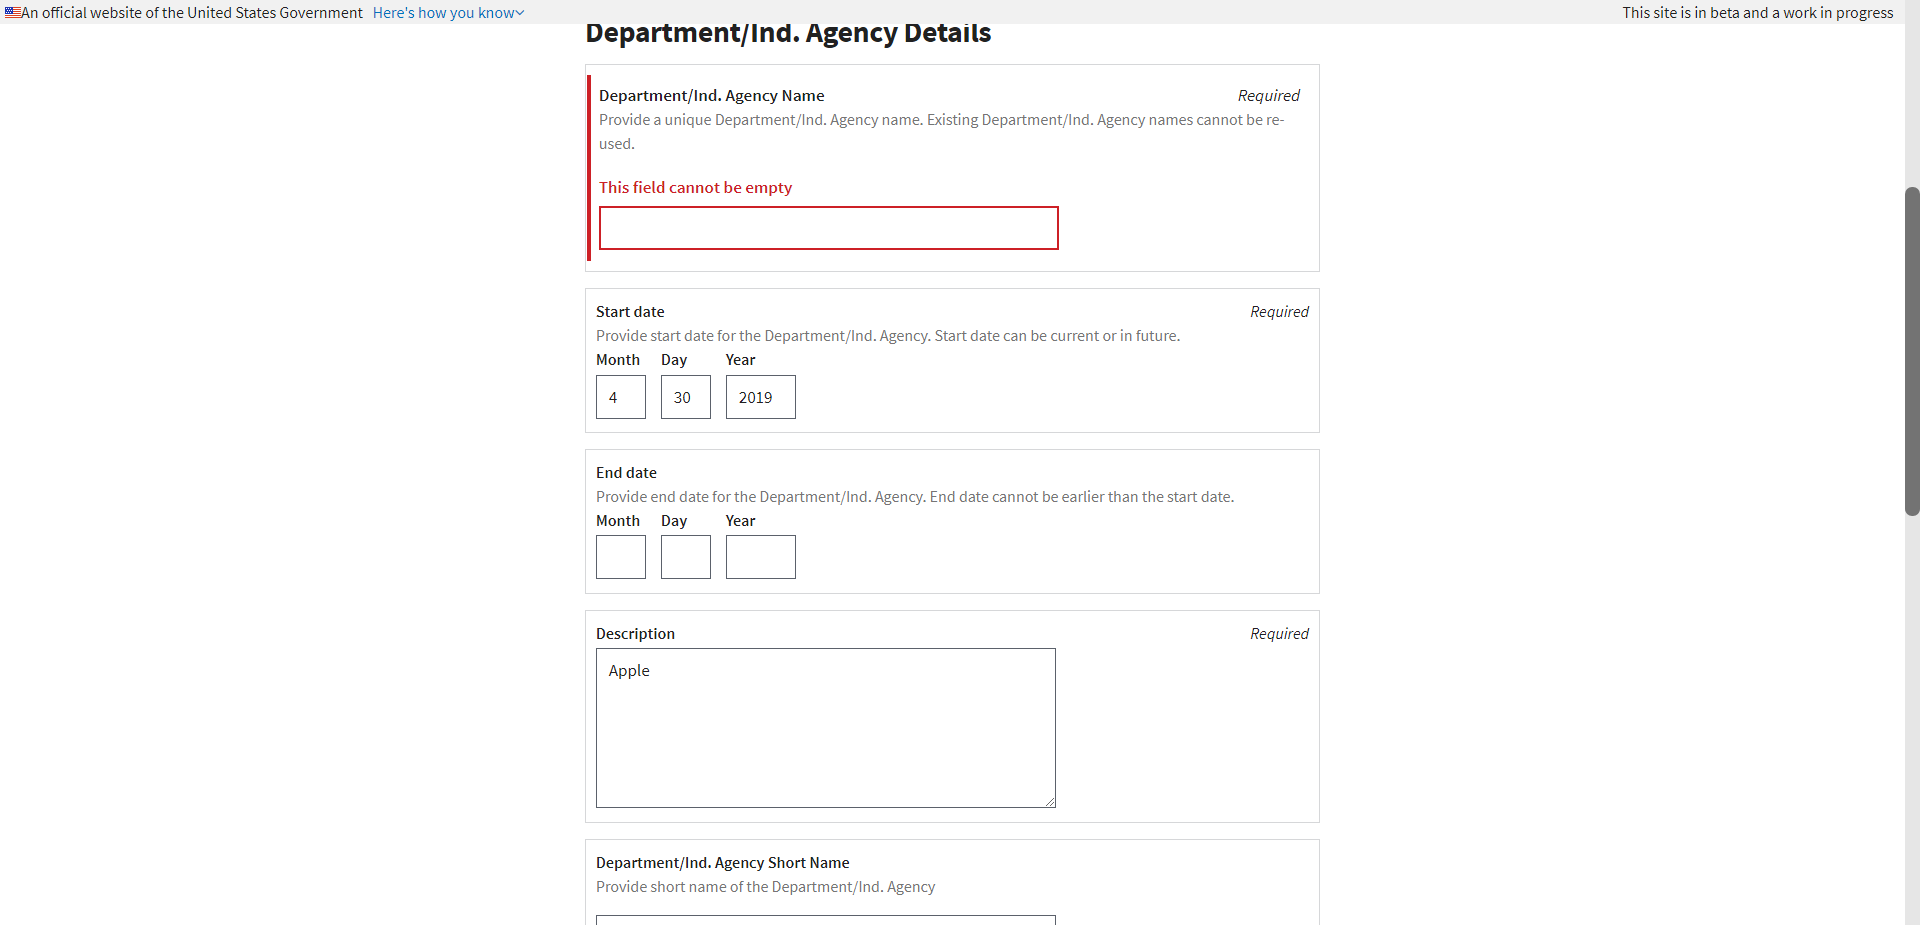 An official website of the United States Government Here's how you know
This site is in beta and a work in progress
Department/Ind. Agency Details
Department/Ind. Agency Name
Required
Provide a unique Department/Ind. Agency name. Existing Department/Ind. Agency names cannot be re-
used.
This field cannot be empty
Start date
Required
Provide start date for the Department/Ind. Agency. Start date can be current or in future.
Month Day Year
4 30 2019
End date
Provide end date for the Department/Ind. Agency. End date cannot be earlier than the start date.
Month Day Year
Description
Required
Apple
Department/Ind. Agency Short Name
Provide short name of the Department/Ind. Agency